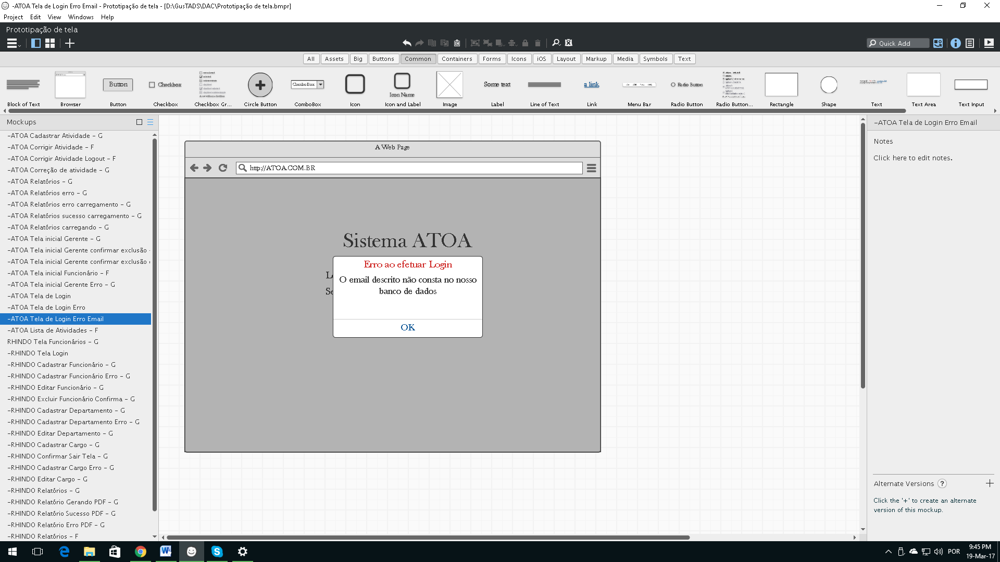 -ATOA Tela de Login Erro Email - Prototipação de tela - [D:\GusTADS\DAC\Prototipação de tela.bmpr]
Project Edit View Windows Help
Prototipação de tela
Quick Add
All Assets Big Buttons Common Containers Forms Icons iOS Layout Markup Media Symbols Text
Button Checkbox ComboBox Icon Name Some text a link Radio Button
Block of Text Browser Button Checkbox Checkbox Gr... Circle Button ComboBox Icon Icon and Label Image Label Line of Text Link Menu Bar Radio Button Radio Button... Rectangle Shape Text Text Area Text Input
Mockups
-ATOA Cadastrar Atividade - G
-ATOA Corrigir Atividade - F
-ATOA Corrigir Atividade Logout - F
-ATOA Correção de atividade - G
-ATOA Relatórios - G
-ATOA Relatórios erro - G
-ATOA Relatórios erro carregamento - G
-ATOA Relatórios sucesso carregamento - G
-ATOA Relatórios carregando - G
-ATOA Tela inicial Gerente - G
-ATOA Tela inicial Gerente confirmar exclusão -
-ATOA Tela inicial Gerente confirmar exclusão
-ATOA Tela inicial Funcionário - F
-ATOA Tela inicial Gerente Erro - G
-ATOA Tela de Login
-ATOA Tela de Login Erro
-ATOA Tela de Login Erro Email
-ATOA Lista de Atividades - F
RHINDO Tela Funcionários - G
-RHINDO Tela Login
-RHINDO Cadastrar Funcionário - G
-RHINDO Cadastrar Funcionário Erro - G
-RHINDO Editar Funcionário - G
-RHINDO Excluir Funcionário Confirma - G
-RHINDO Cadastrar Departamento - G
-RHINDO Cadastrar Departamento Erro - G
-RHINDO Editar Departamento - G
-RHINDO Cadastrar Cargo - G
-RHINDO Confirmar Sair Tela - G
-RHINDO Cadastrar Cargo Erro - G
-RHINDO Editar Cargo - G
-RHINDO Relatórios - G
-RHINDO Relatório Gerando PDF - G
-RHINDO Relatório Sucesso PDF - G
-RHINDO Relatório Erro PDF - G
-RHINDO Relatórios - F
A Web Page
http://ATOA.COM.BR
Sistema ATOA
Erro ao efetuar Login
O email descrito não consta no nosso
banco de dados
OK
-ATOA Tela de Login Erro Email
Notes
Click here to edit notes.
Alternate Versions ?
Click the '+' to create an alternate
version of this mockup.
POR
9:45 PM
19-Mar-17